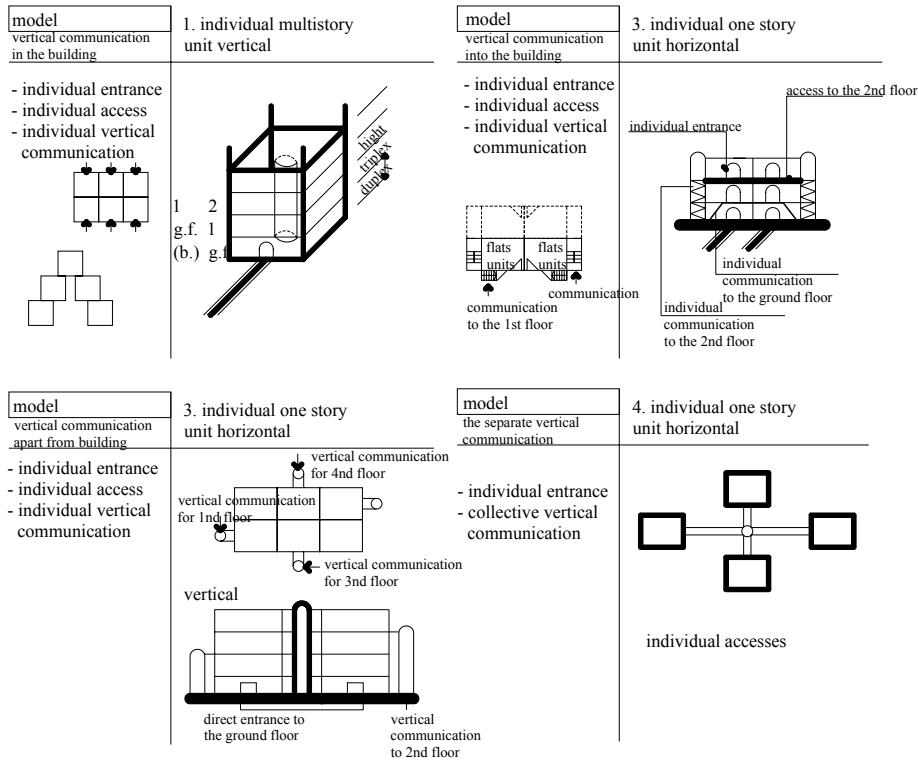 model
vertical communication
in the building
1. individual multistory
unit vertical
- individual entrance
- individual access
- individual vertical
communication
hight
triplex
duplex
1 2
g.f. 1
(b.) g.f
model
vertical communication
into the building
3. individual one story
unit horizontal
- individual entrance
- individual access
- individual vertical
communication
access to the 2nd floor
individual entrance
flats flats
units units
communication
communication
to the 1st floor
individual
communication
to the ground floor
individual
communication
to the 2nd floor
model
vertical communication
apart from building
3. individual one story
unit horizontal
- individual entrance
- individual access
- individual vertical
communication
vertical communication
for 4nd floor
vertical communication
for 1nd floor
vertical communication
for 3nd floor
vertical
direct entrance to
the ground floor
vertical
communication
to 2nd floor
model
the separate vertical
communication
4. individual one story
unit horizontal
- individual entrance
- collective vertical
communication
individual accesses